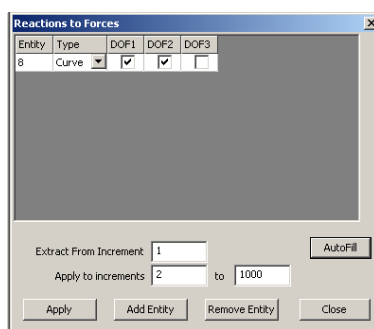 Reactions to Forces
Entity Type DOF1 DOF2 DOF3
8 Curve
Extract From Increment 1
AutoFill
Apply to increments 2 to 1000
Apply Add Entity Remove Entity Close